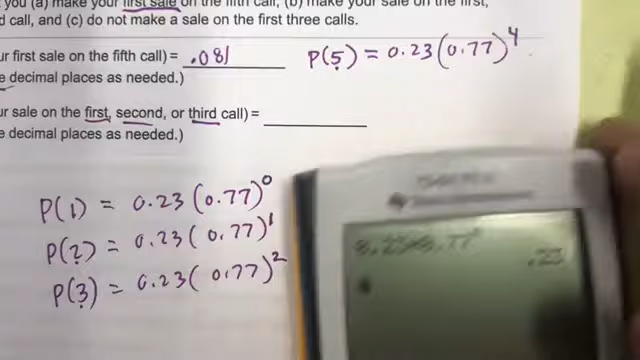 you (a) make your first sale on the fifth call, (b) make your sale on the first,
d call, and (c) do not make a sale on the first three calls.
ur first sale on the fifth call) = .081
P(5) = 0.23(0.77)^4
e decimal places as needed.)
ur sale on the first, second, or third call) =
e decimal places as needed.)
P(1) = 0.23(0.77)^0
P(2) = 0.23(0.77)^1
P(3) = 0.23(0.77)^2
.23